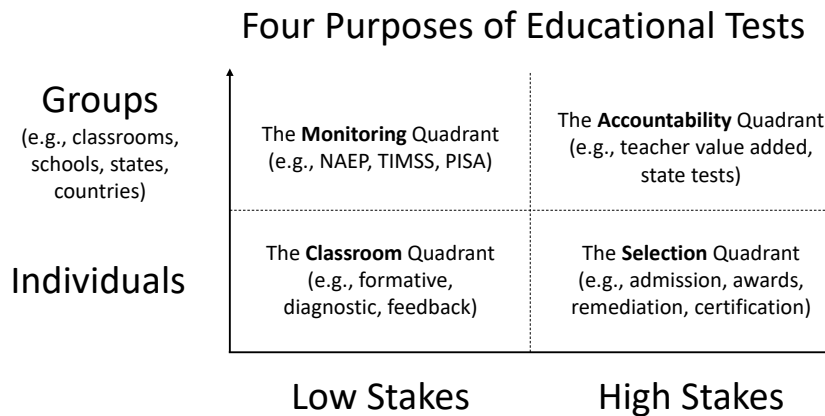 Four Purposes of Educational Tests
Groups
(e.g., classrooms,
schools, states,
countries)
The Monitoring Quadrant
(e.g., NAEP, TIMSS, PISA)
The Accountability Quadrant
(e.g., teacher value added,
state tests)
Individuals
The Classroom Quadrant
(e.g., formative,
diagnostic, feedback)
The Selection Quadrant
(e.g., admission, awards,
remediation, certification)
Low Stakes
High Stakes